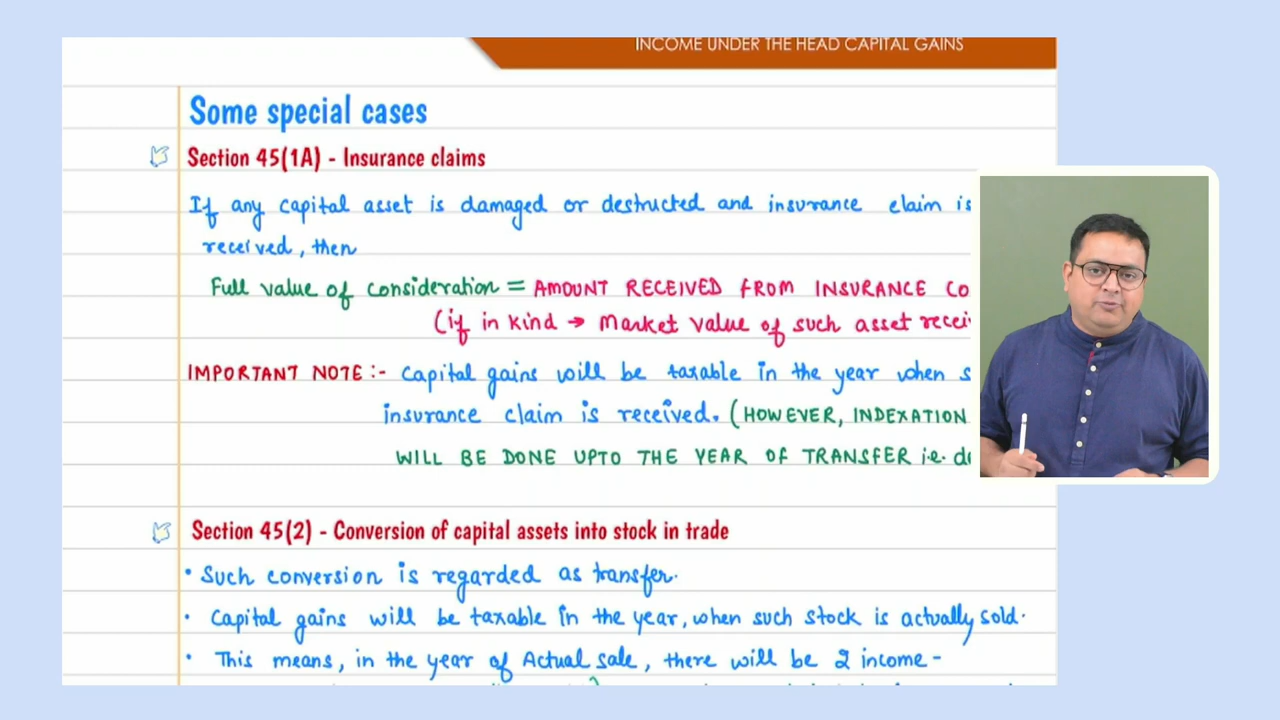 INCOME UNDER THE HEAD CAPITAL GAINS
Some special cases
Section 45(1A) - Insurance claims
If any capital asset is damaged or destructed and insurance claim is
received, then
Full value of consideration = AMOUNT RECEIVED FROM INSURANCE CO
(if in kind → Market value of such asset
IMPORTANT NOTE :- Capital gains will be taxable in the year when
insurance claim is received. (HOWEVER, INDEXATION
WILL BE DONE UPTO THE YEAR OF TRANSFER i.e.
Section 45(2) - Conversion of capital assets into stock in trade
• Such conversion is regarded as transfer.
• Capital gains will be taxable in the year, when such stock is actually sold.
• This means, in the year of Actual sale, there will be 2 income -